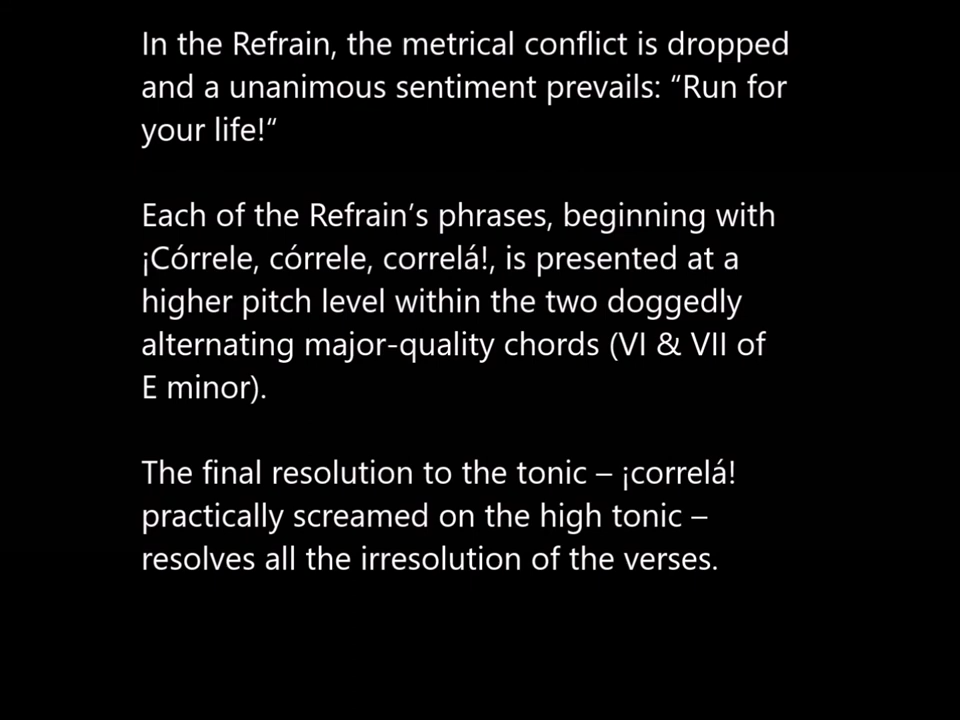 In the Refrain, the metrical conflict is dropped
and a unanimous sentiment prevails: “Run for
your life!“
Each of the Refrain’s phrases, beginning with
¡Córrele, córrele, correlá!, is presented at a
higher pitch level within the two doggedly
alternating major-quality chords (VI & VII of
E minor).
The final resolution to the tonic – ¡correlá!
practically screamed on the high tonic –
resolves all the irresolution of the verses.